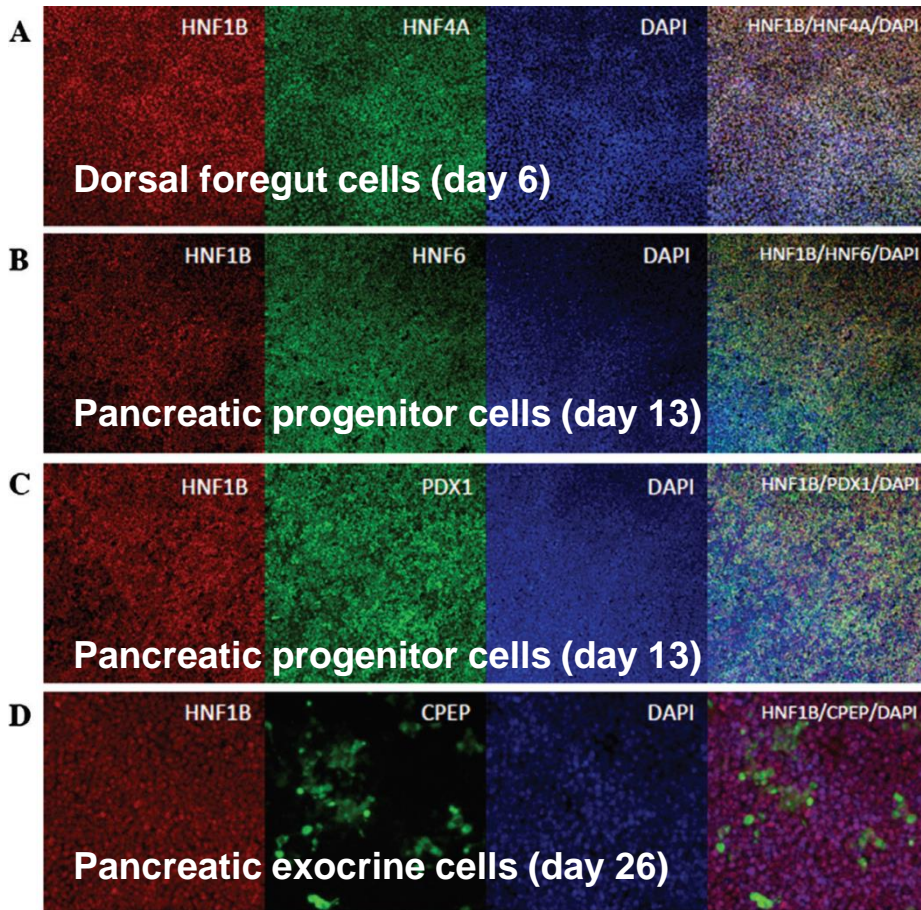 A HNF1B HNF4A DAPI HNF1B/HNF4A/DAPI
Dorsal foregut cells (day 6)
B HNF1B HNF6 DAPI HNF1B/HNF6/DAPI
Pancreatic progenitor cells (day 13)
C HNF1B PDX1 DAPI HNF1B/PDX1/DAPI
Pancreatic progenitor cells (day 13)
D HNF1B CPEP DAPI HNF1B/CPEP/DAPI
Pancreatic exocrine cells (day 26)